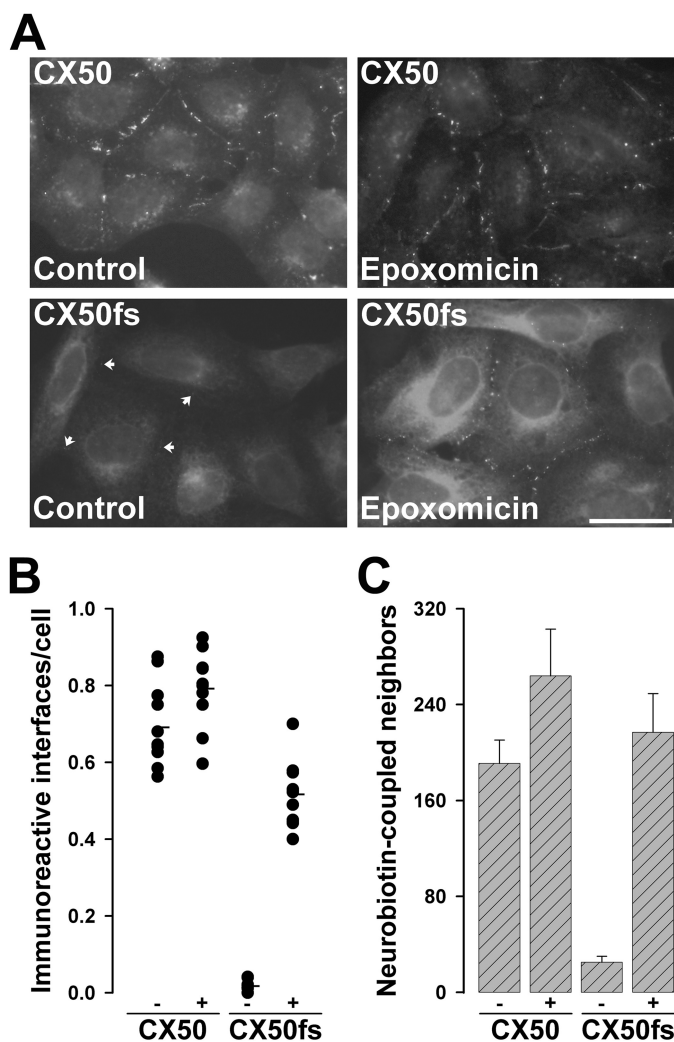 A
CX50
CX50
Control
Epoxomicin
CX50fs
CX50fs
Control
Epoxomicin
B
Immunoreactive interfaces/cell
1.0
0.8
0.6
0.4
0.2
0.0
- + - +
CX50 CX50fs
C
Neurobiotin-coupled neighbors
320
240
160
80
0
- + - +
CX50 CX50fs